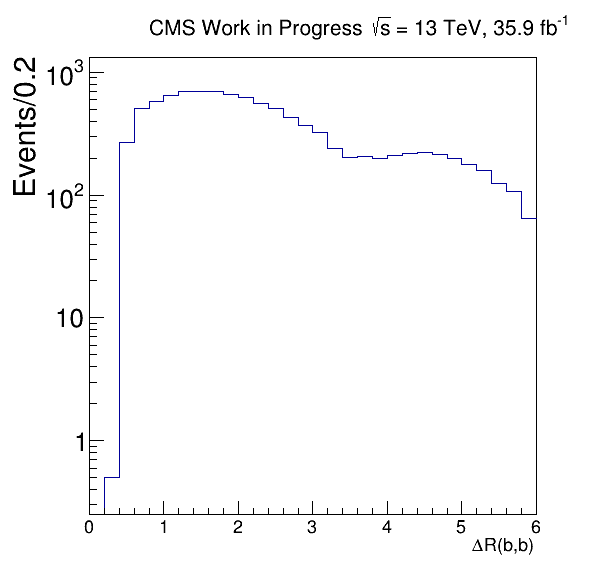 CMS Work in Progress √s = 13 TeV, 35.9 fb⁻¹
Events/0.2
10³
10²
10
1
0 1 2 3 4 5 6
ΔR(b,b)